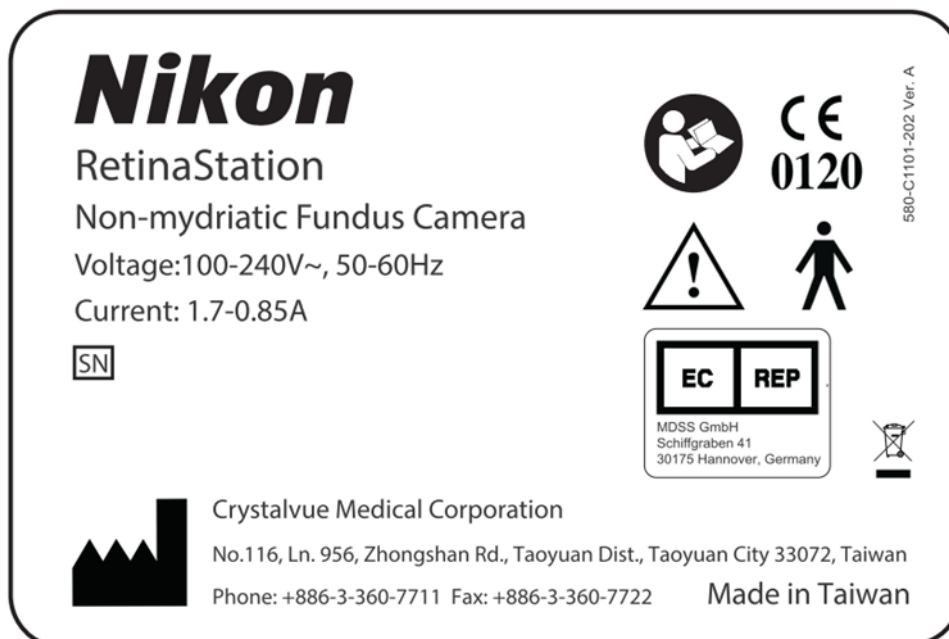 Nikon
RetinaStation
Non-mydriatic Fundus Camera
Voltage:100-240V~, 50-60Hz
Current: 1.7-0.85A
SN
CE
0120
580-C1101-202 Ver. A
EC REP
MDSS GmbH
Schiffgraben 41
30175 Hannover, Germany
Crystalvue Medical Corporation
No.116, Ln. 956, Zhongshan Rd., Taoyuan Dist., Taoyuan City 33072, Taiwan
Phone: +886-3-360-7711 Fax: +886-3-360-7722
Made in Taiwan